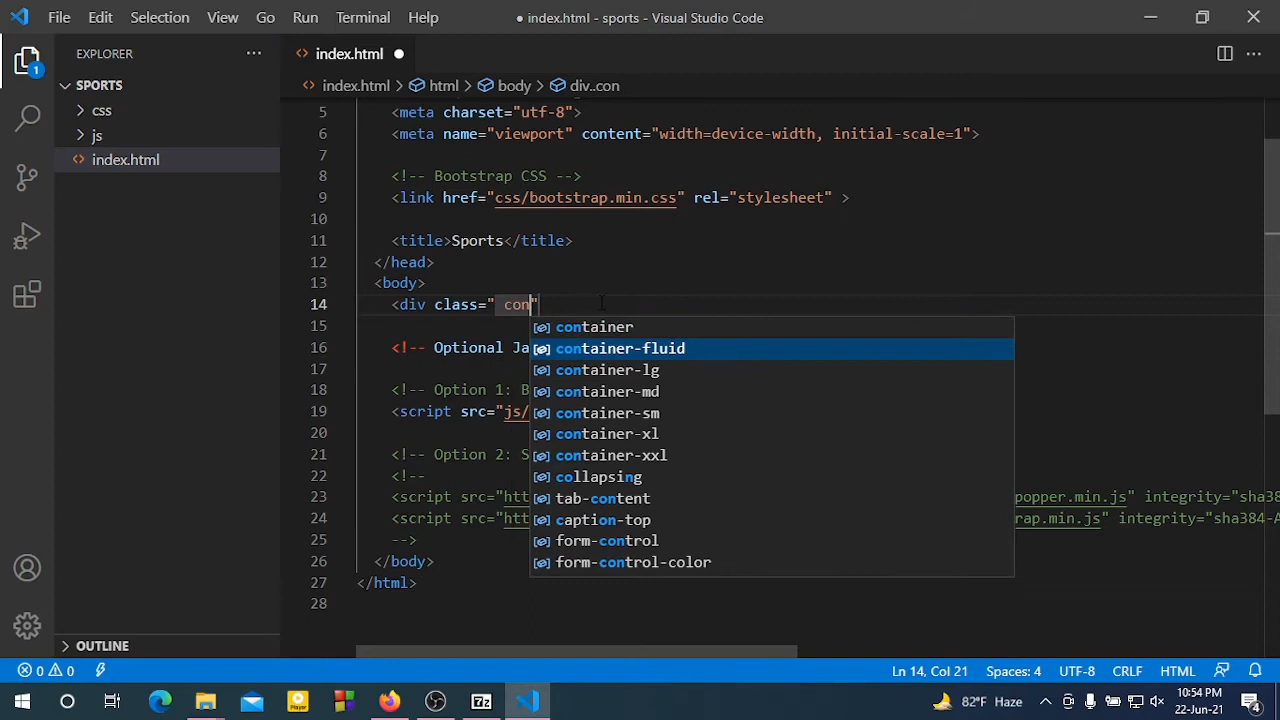 File Edit Selection View Go Run Terminal Help
● index.html - sports - Visual Studio Code
EXPLORER
1
SPORTS
css
js
index.html
OUTLINE
index.html
index.html > html > body > div..con
5 <meta charset="utf-8">
6 <meta name="viewport" content="width=device-width, initial-scale=1">
7
8 <!-- Bootstrap CSS -->
9 <link href="css/bootstrap.min.css" rel="stylesheet" >
10
11 <title>Sports</title>
12 </head>
13 <body>
14 <div class=" con"
15
16 <!-- Optional Ja
17
18 <!-- Option 1: B
19 <script src="js/
20
21 <!-- Option 2: S
22 <!--
23 <script src="htt popper.min.js" integrity="sha38
24 <script src="htt rap.min.js" integrity="sha384-A
25 -->
26 </body>
27 </html>
28
container
container-fluid
container-lg
container-md
container-sm
container-xl
container-xxl
collapsing
tab-content
caption-top
form-control
form-control-color
0 0 Ln 14, Col 21 Spaces: 4 UTF-8 CRLF HTML
Player 7z 82°F Haze
10:54 PM
22-Jun-21
4